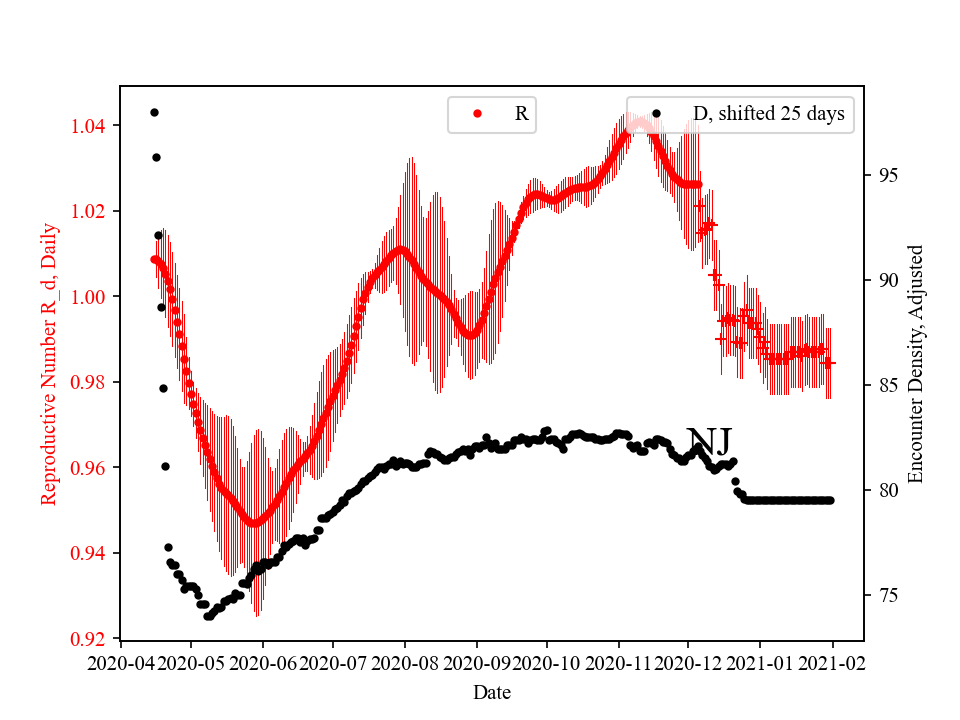 R
D, shifted 25 days
1.04
1.02
1.00
0.98
0.96
0.94
0.92
Reproductive Number R_d, Daily
95
90
85
80
75
Encounter Density, Adjusted
NJ
2020-04 2020-05 2020-06 2020-07 2020-08 2020-09 2020-10 2020-11 2020-12 2021-01 2021-02
Date